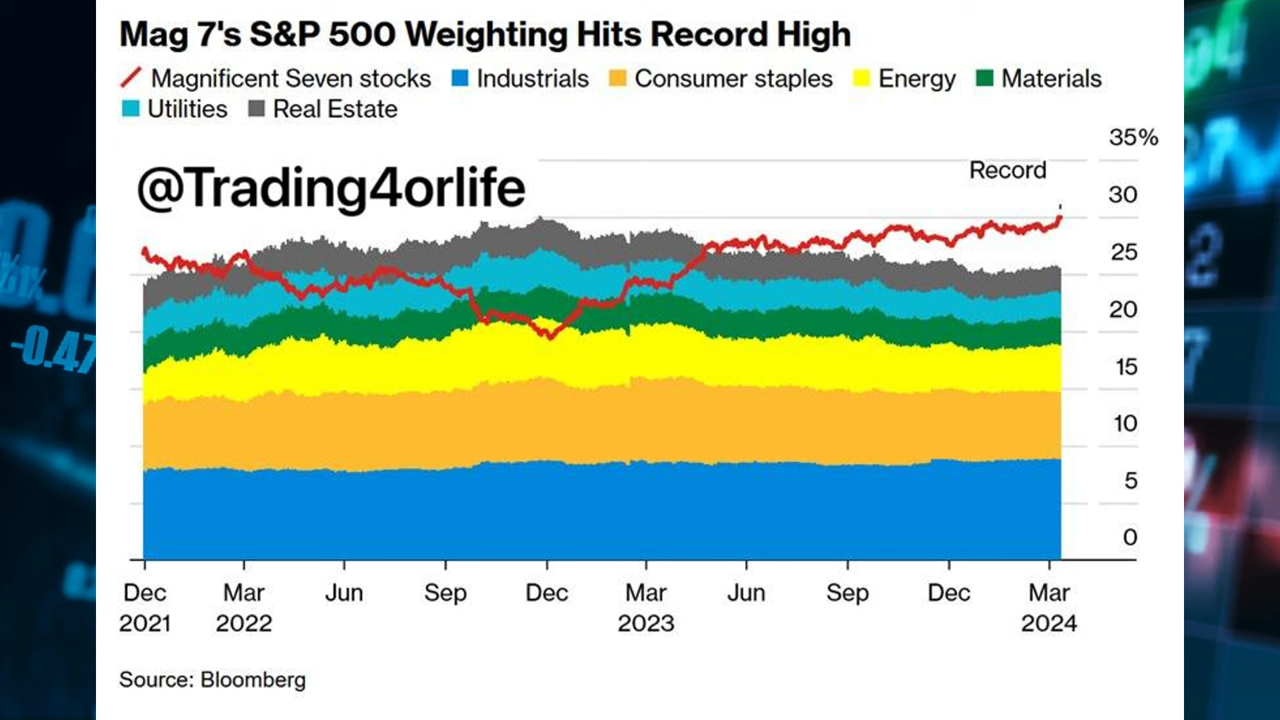 Mag 7's S&P 500 Weighting Hits Record High
Magnificent Seven stocks Industrials Consumer staples Energy Materials
Utilities Real Estate
35%
@Trading4orlife
Record
30
25
20
15
10
5
0
Dec Mar Jun Sep Dec Mar Jun Sep Dec Mar
2021 2022 2023 2024
Source: Bloomberg
-0.47